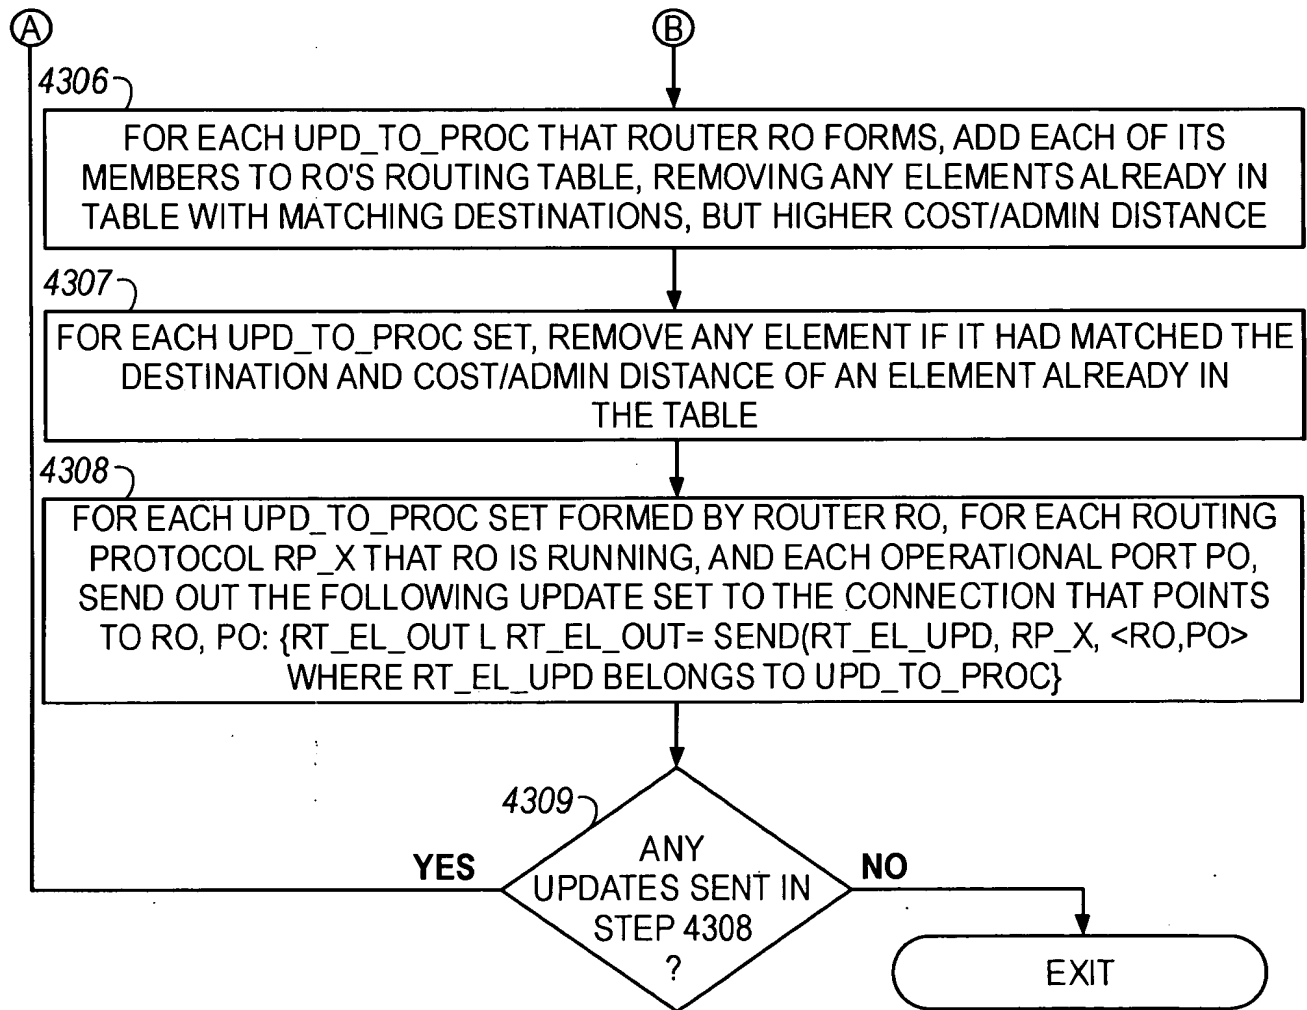 A
B
4306
FOR EACH UPD_TO_PROC THAT ROUTER RO FORMS, ADD EACH OF ITS
MEMBERS TO RO'S ROUTING TABLE, REMOVING ANY ELEMENTS ALREADY IN
TABLE WITH MATCHING DESTINATIONS, BUT HIGHER COST/ADMIN DISTANCE
4307
FOR EACH UPD_TO_PROC SET, REMOVE ANY ELEMENT IF IT HAD MATCHED THE
DESTINATION AND COST/ADMIN DISTANCE OF AN ELEMENT ALREADY IN
THE TABLE
4308
FOR EACH UPD_TO_PROC SET FORMED BY ROUTER RO, FOR EACH ROUTING
PROTOCOL RP_X THAT RO IS RUNNING, AND EACH OPERATIONAL PORT PO,
SEND OUT THE FOLLOWING UPDATE SET TO THE CONNECTION THAT POINTS
TO RO, PO: {RT_EL_OUT L RT_EL_OUT= SEND(RT_EL_UPD, RP_X, <RO,PO>
WHERE RT_EL_UPD BELONGS TO UPD_TO_PROC}
4309
ANY
UPDATES SENT IN
STEP 4308
?
YES
NO
EXIT